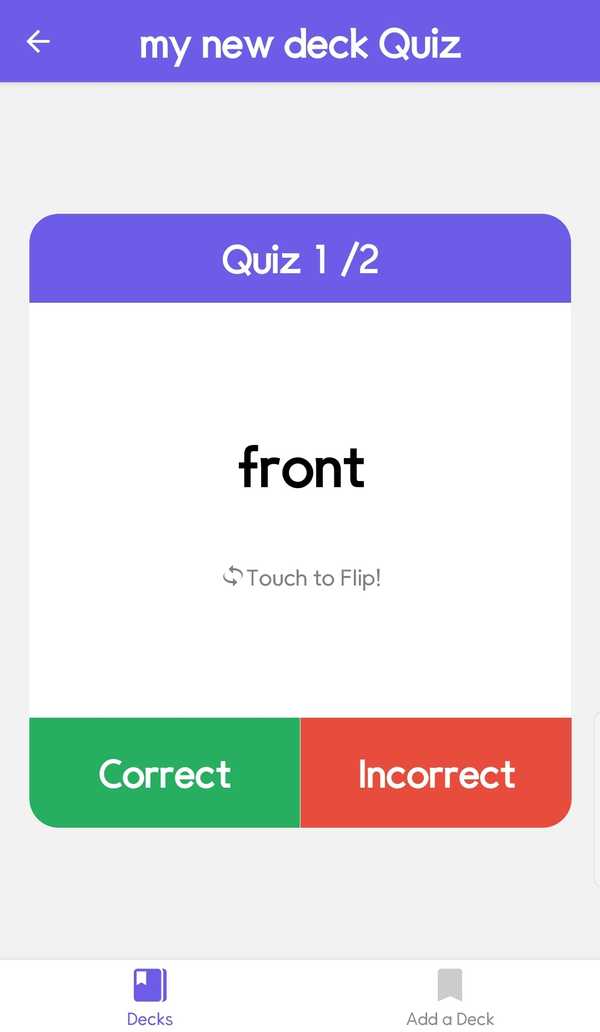 my new deck Quiz
Quiz 1 /2
front
Touch to Flip!
Correct
Incorrect
Decks
Add a Deck